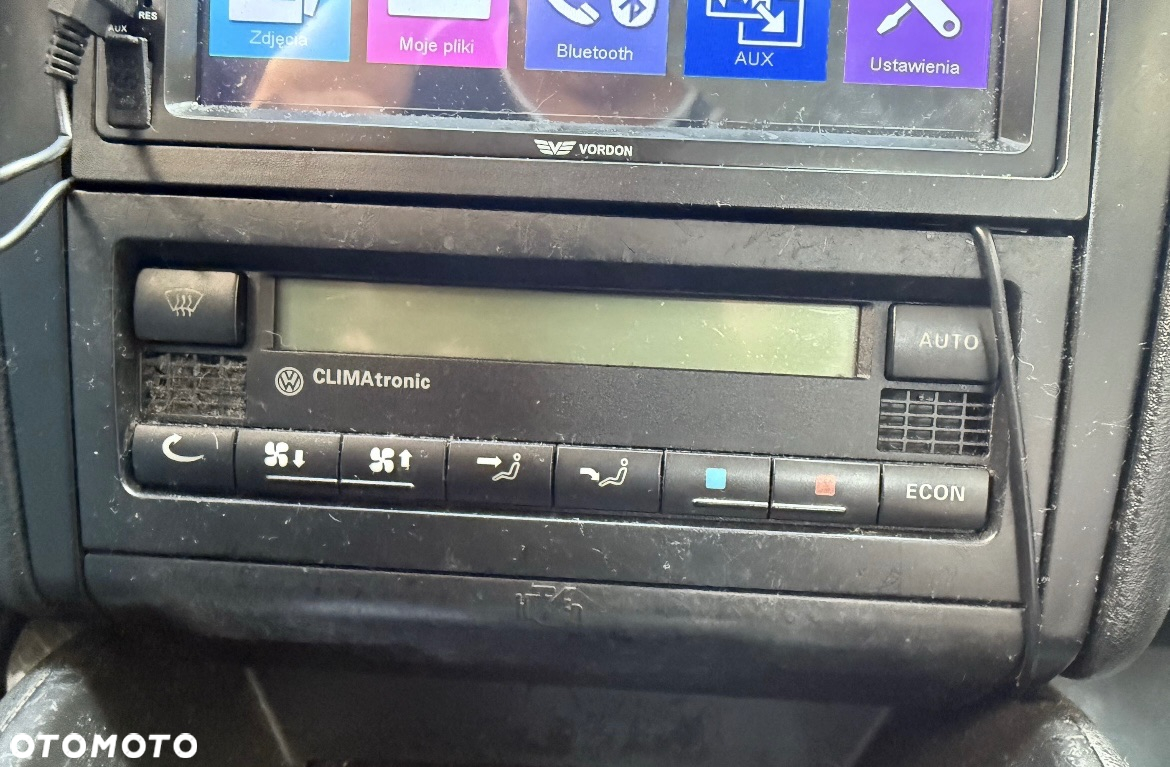 RES
AUX
Zdjęcia
Moje pliki
Bluetooth
AUX
Ustawienia
VORDON
AUTO
CLIMAtronic
ECON
OTOMOTO